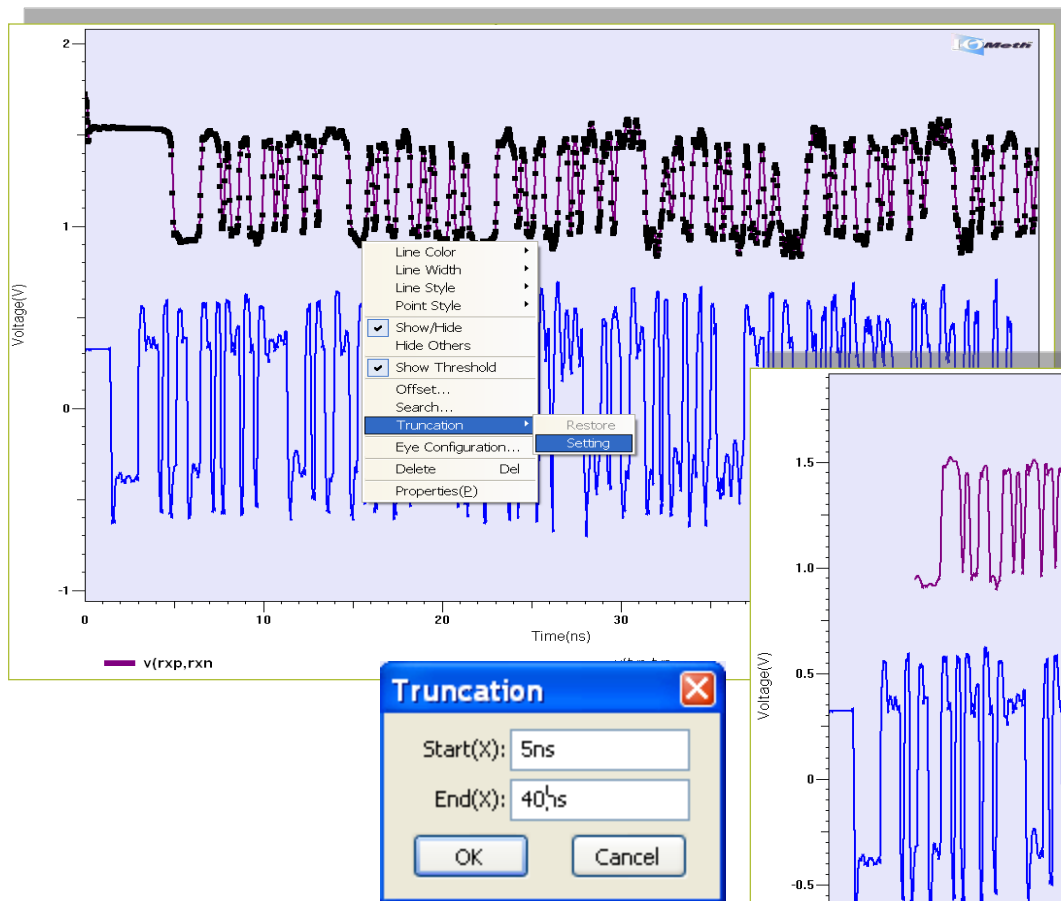 2
Meth
1
Voltage(V)
0
-1
0
10
20
30
Time(ns)
v(rxp,rxn
Line Color
Line Width
Line Style
Point Style
Show/Hide
Hide Others
Show Threshold
Offset...
Search...
Truncation
Restore
Setting
Eye Configuration...
Delete Del
Properties(P)
Truncation
Start(X): 5ns
End(X): 40ns
OK Cancel
1.5
1.0
Voltage(V)
0.5
0
-0.5